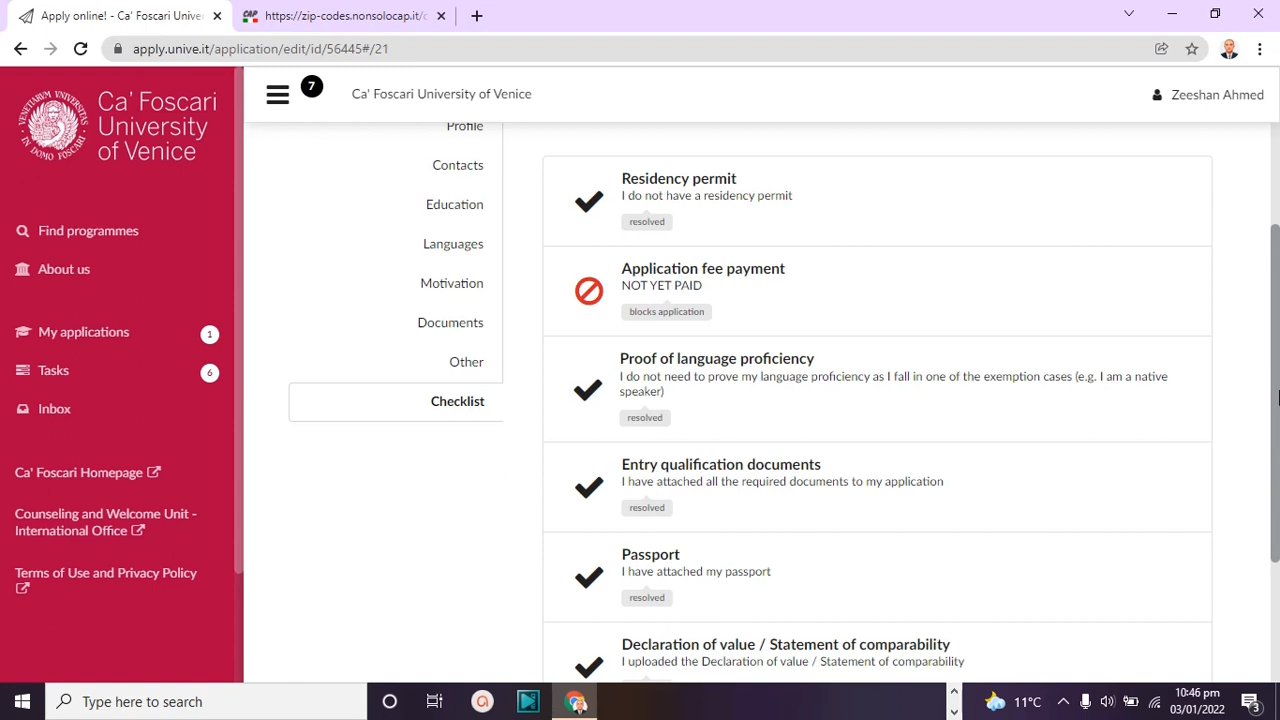 Apply online! - Ca' Foscari Univer
https://zip-codes.nonsolocap.it/c
apply.unive.it/application/edit/id/56445#/21
Ca' Foscari
University
of Venice
Find programmes
About us
My applications 1
Tasks 6
Inbox
Ca' Foscari Homepage
Counseling and Welcome Unit -
International Office
Terms of Use and Privacy Policy
7
Ca' Foscari University of Venice
Zeeshan Ahmed
Profile
Contacts
Education
Languages
Motivation
Documents
Other
Checklist
Residency permit
I do not have a residency permit
resolved
Application fee payment
NOT YET PAID
blocks application
Proof of language proficiency
I do not need to prove my language proficiency as I fall in one of the exemption cases (e.g. I am a native
speaker)
resolved
Entry qualification documents
I have attached all the required documents to my application
resolved
Passport
I have attached my passport
resolved
Declaration of value / Statement of comparability
I uploaded the Declaration of value / Statement of comparability
Type here to search
11°C
10:46 pm
03/01/2022
3